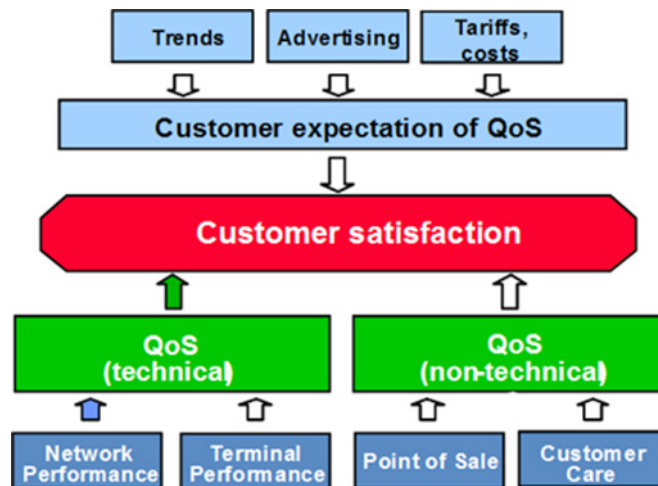 Trends
Advertising
Tariffs,
costs
Customer expectation of QoS
Customer satisfaction
QoS
(technical)
QoS
(non-technical)
Network
Performance
Terminal
Performance
Point of Sale
Customer
Care